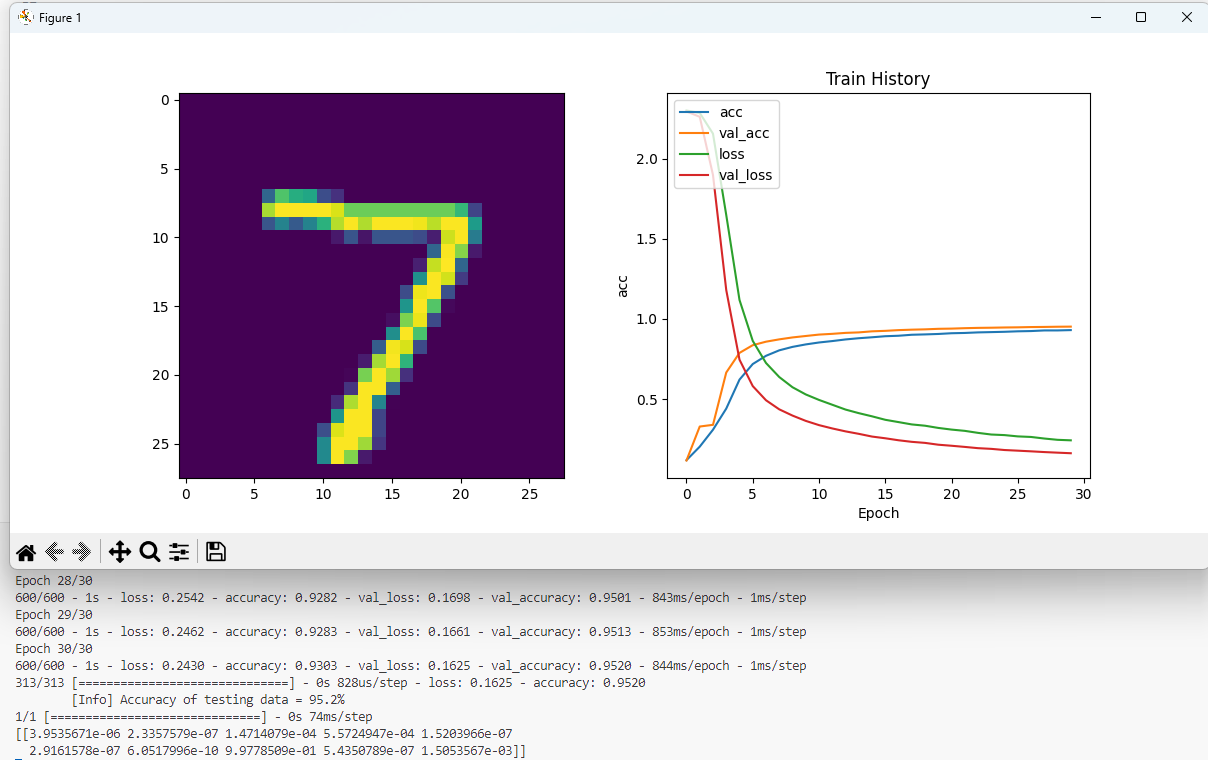 Figure 1
0
5
10
15
20
25
0 5 10 15 20 25
Train History
acc
val_acc
loss
val_loss
2.0
1.5
1.0
0.5
acc
0 5 10 15 20 25 30
Epoch
Epoch 28/30
600/600 - 1s - loss: 0.2542 - accuracy: 0.9282 - val_loss: 0.1698 - val_accuracy: 0.9501 - 843ms/epoch - 1ms/step
Epoch 29/30
600/600 - 1s - loss: 0.2462 - accuracy: 0.9283 - val_loss: 0.1661 - val_accuracy: 0.9513 - 853ms/epoch - 1ms/step
Epoch 30/30
600/600 - 1s - loss: 0.2430 - accuracy: 0.9303 - val_loss: 0.1625 - val_accuracy: 0.9520 - 844ms/epoch - 1ms/step
313/313 [==============================] - 0s 828us/step - loss: 0.1625 - accuracy: 0.9520
[Info] Accuracy of testing data = 95.2%
1/1 [==============================] - 0s 74ms/step
[[3.9535671e-06 2.3357579e-07 1.4714079e-04 5.5724947e-04 1.5203966e-07
2.9161578e-07 6.0517996e-10 9.9778509e-01 5.4350789e-07 1.5053567e-03]]